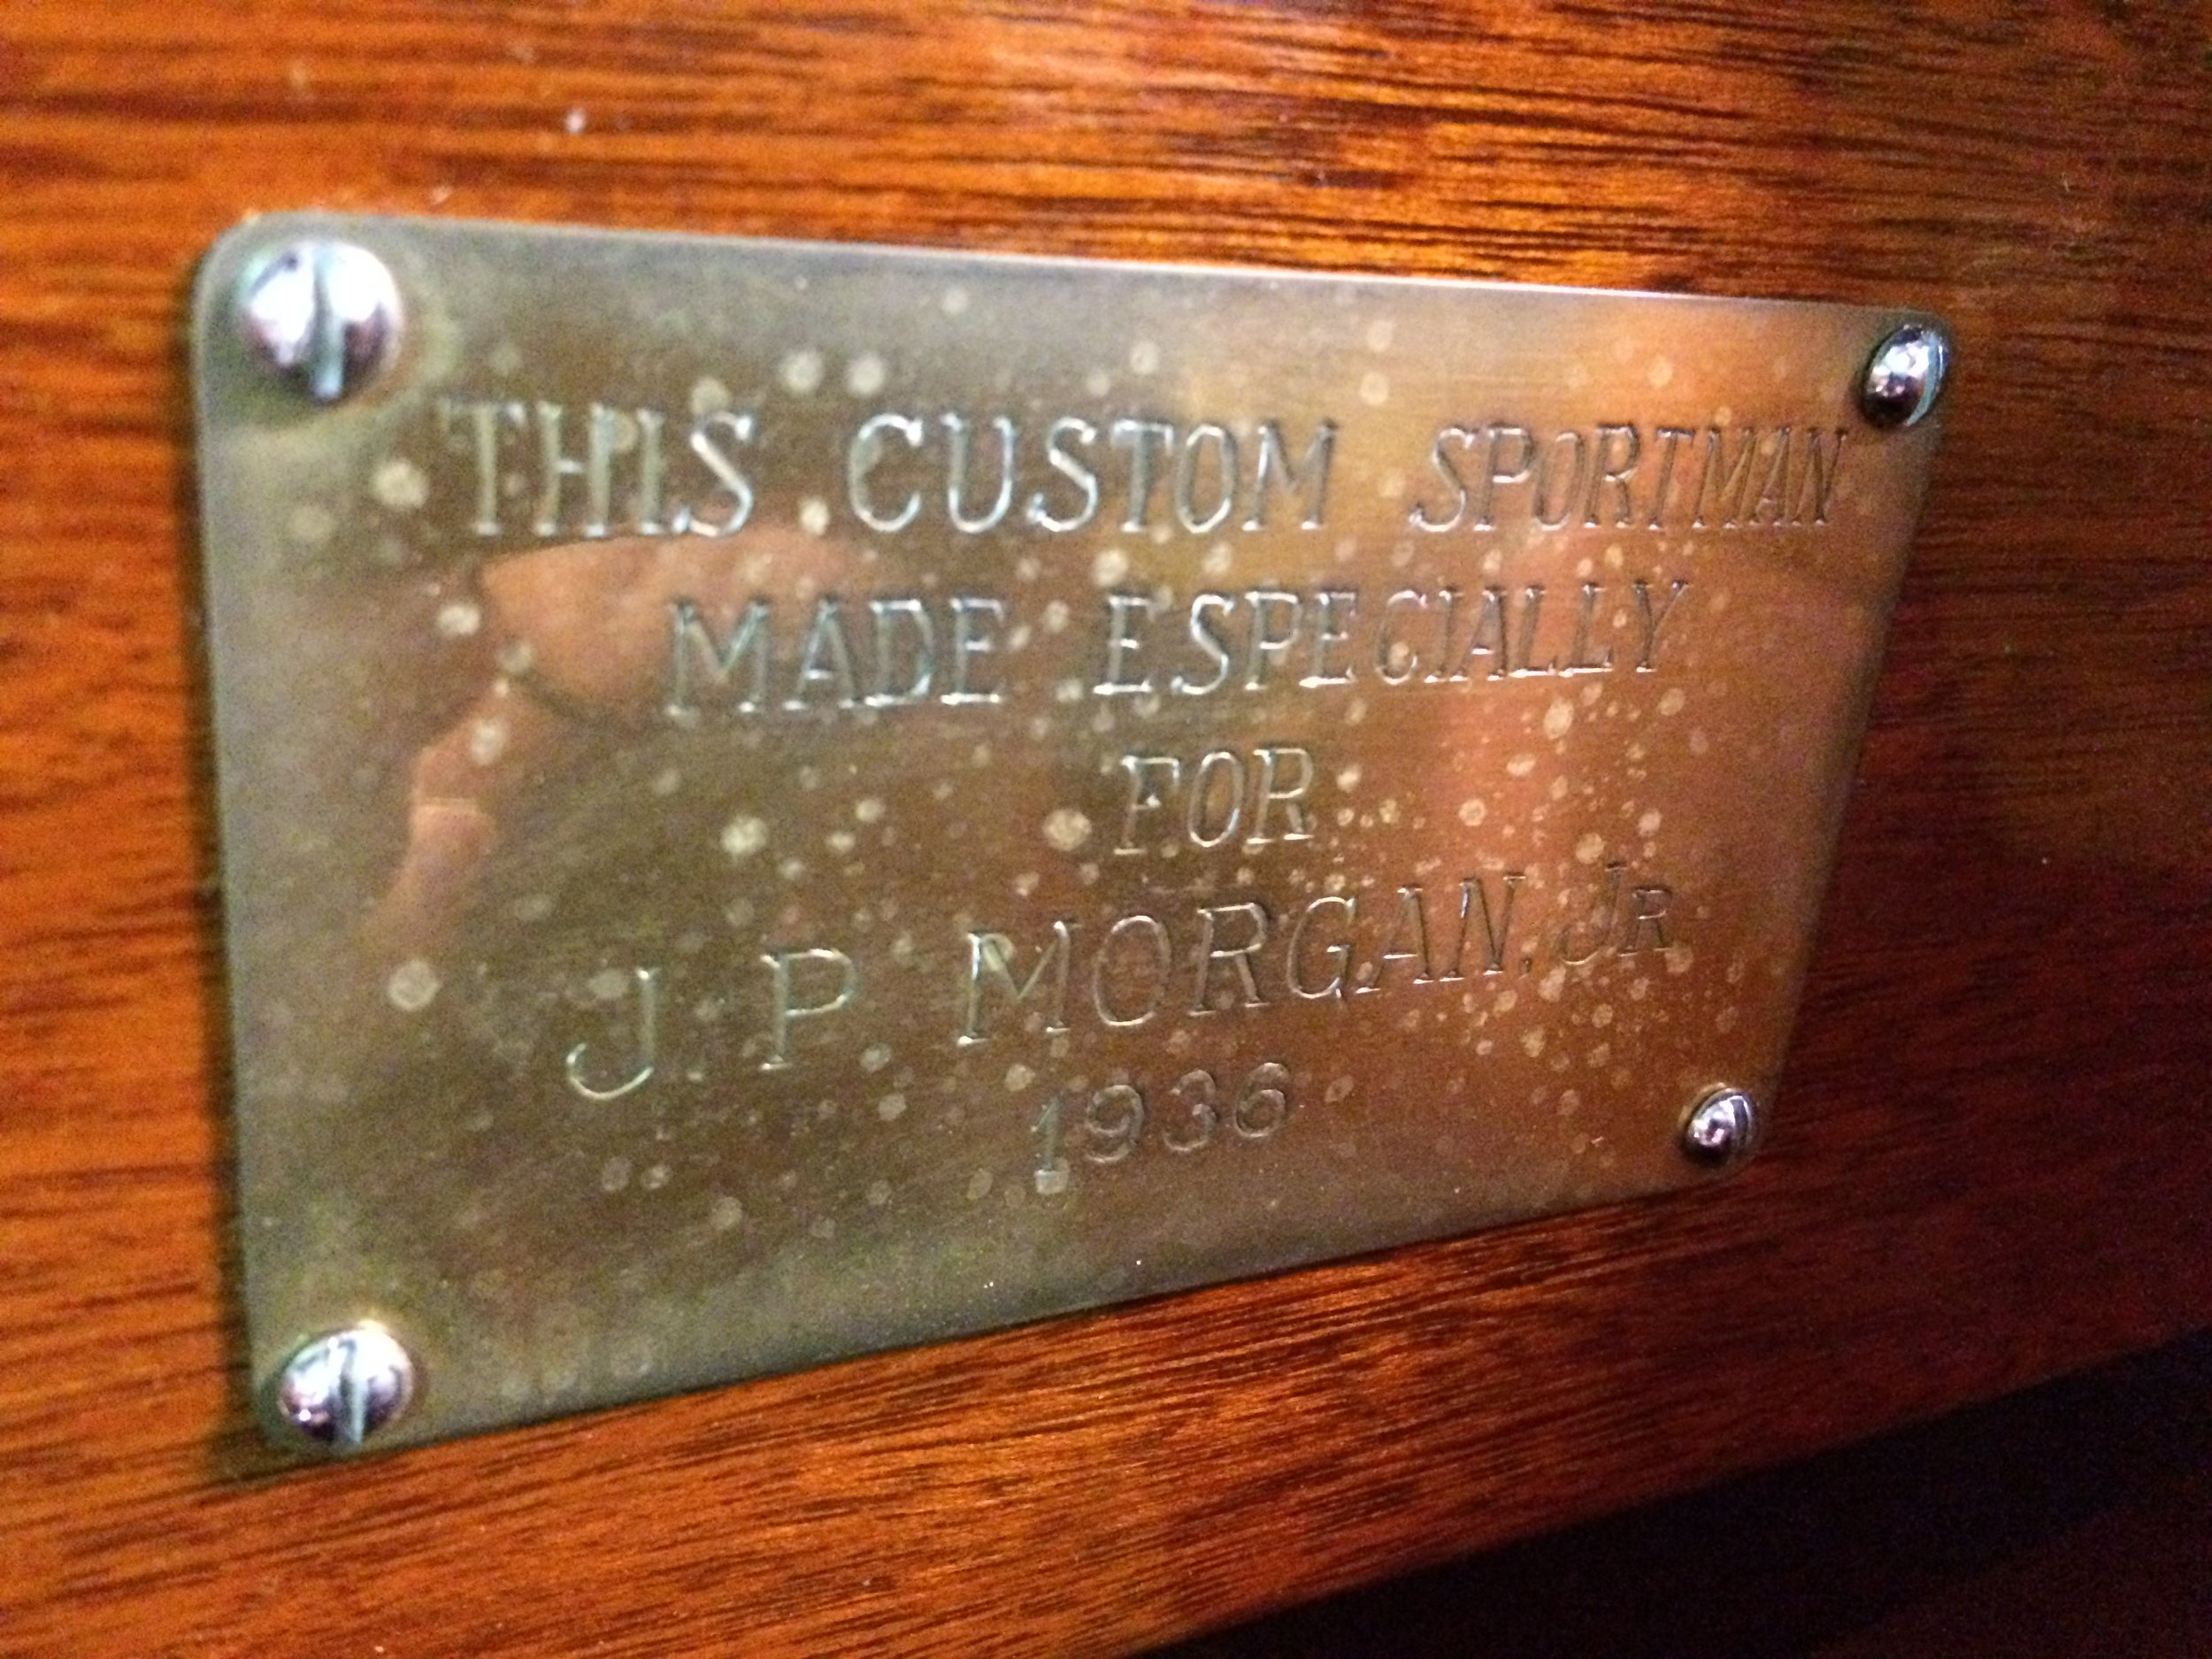 THIS CUSTOM SPORTMAN
MADE ESPECIALLY
FOR
J.P. MORGAN, JR
1936